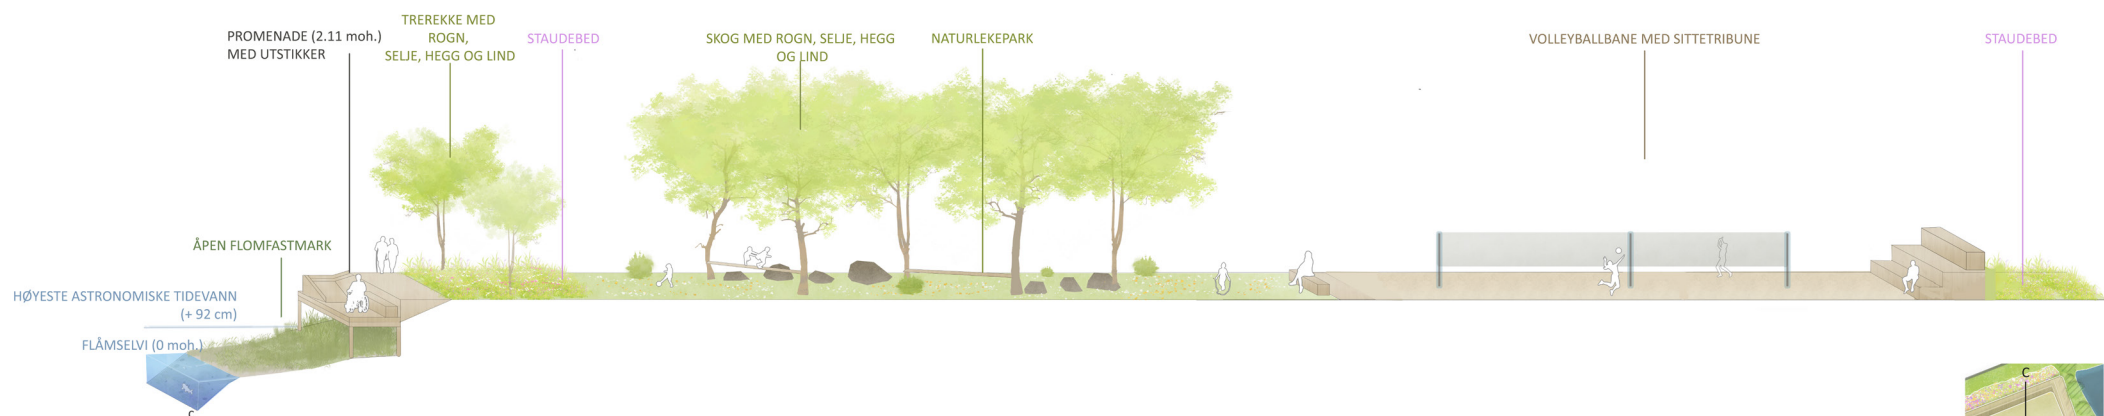 PROMENADE (2.11 moh.)
MED UTSTIKKER
TREREKKE MED
ROGN,
SELJE, HEGG OG LIND
STAUDEBED
SKOG MED ROGN, SELJE, HEGG
OG LIND
NATURLEKEPARK
VOLLEYBALLBANE MED SITTETRIBUNE
STAUDEBED
ÅPEN FLOMFASTMARK
HØYESTE ASTRONOMISKE TIDEVANN
(+ 92 cm)
FLÅMSELVI (0 moh.)
C
C